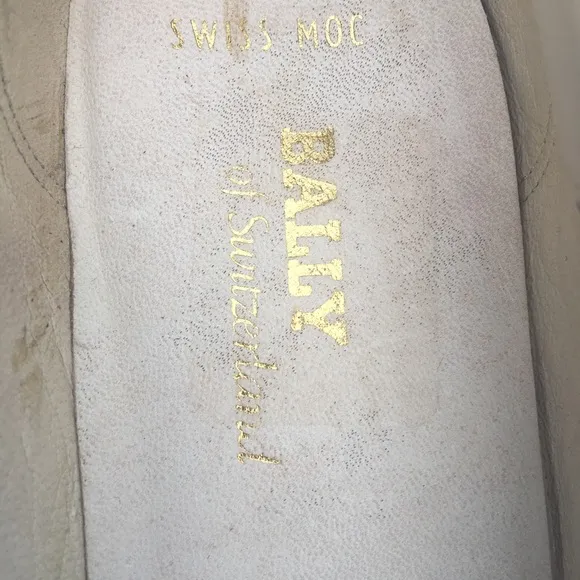 SWISS MOC
BALLY
of Switzerland